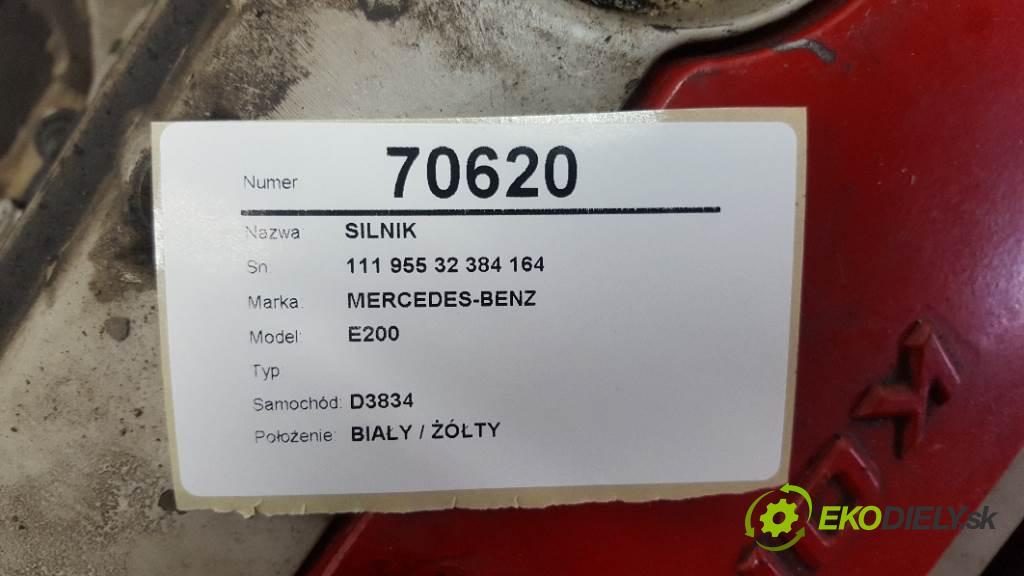 Numer 70620
Nazwa SILNIK
Sn 111 955 32 384 164
Marka: MERCEDES-BENZ
Model: E200
Typ
Samochód: D3834
Położenie: BIAŁY / ŻÓŁTY
EKODIELY.sk